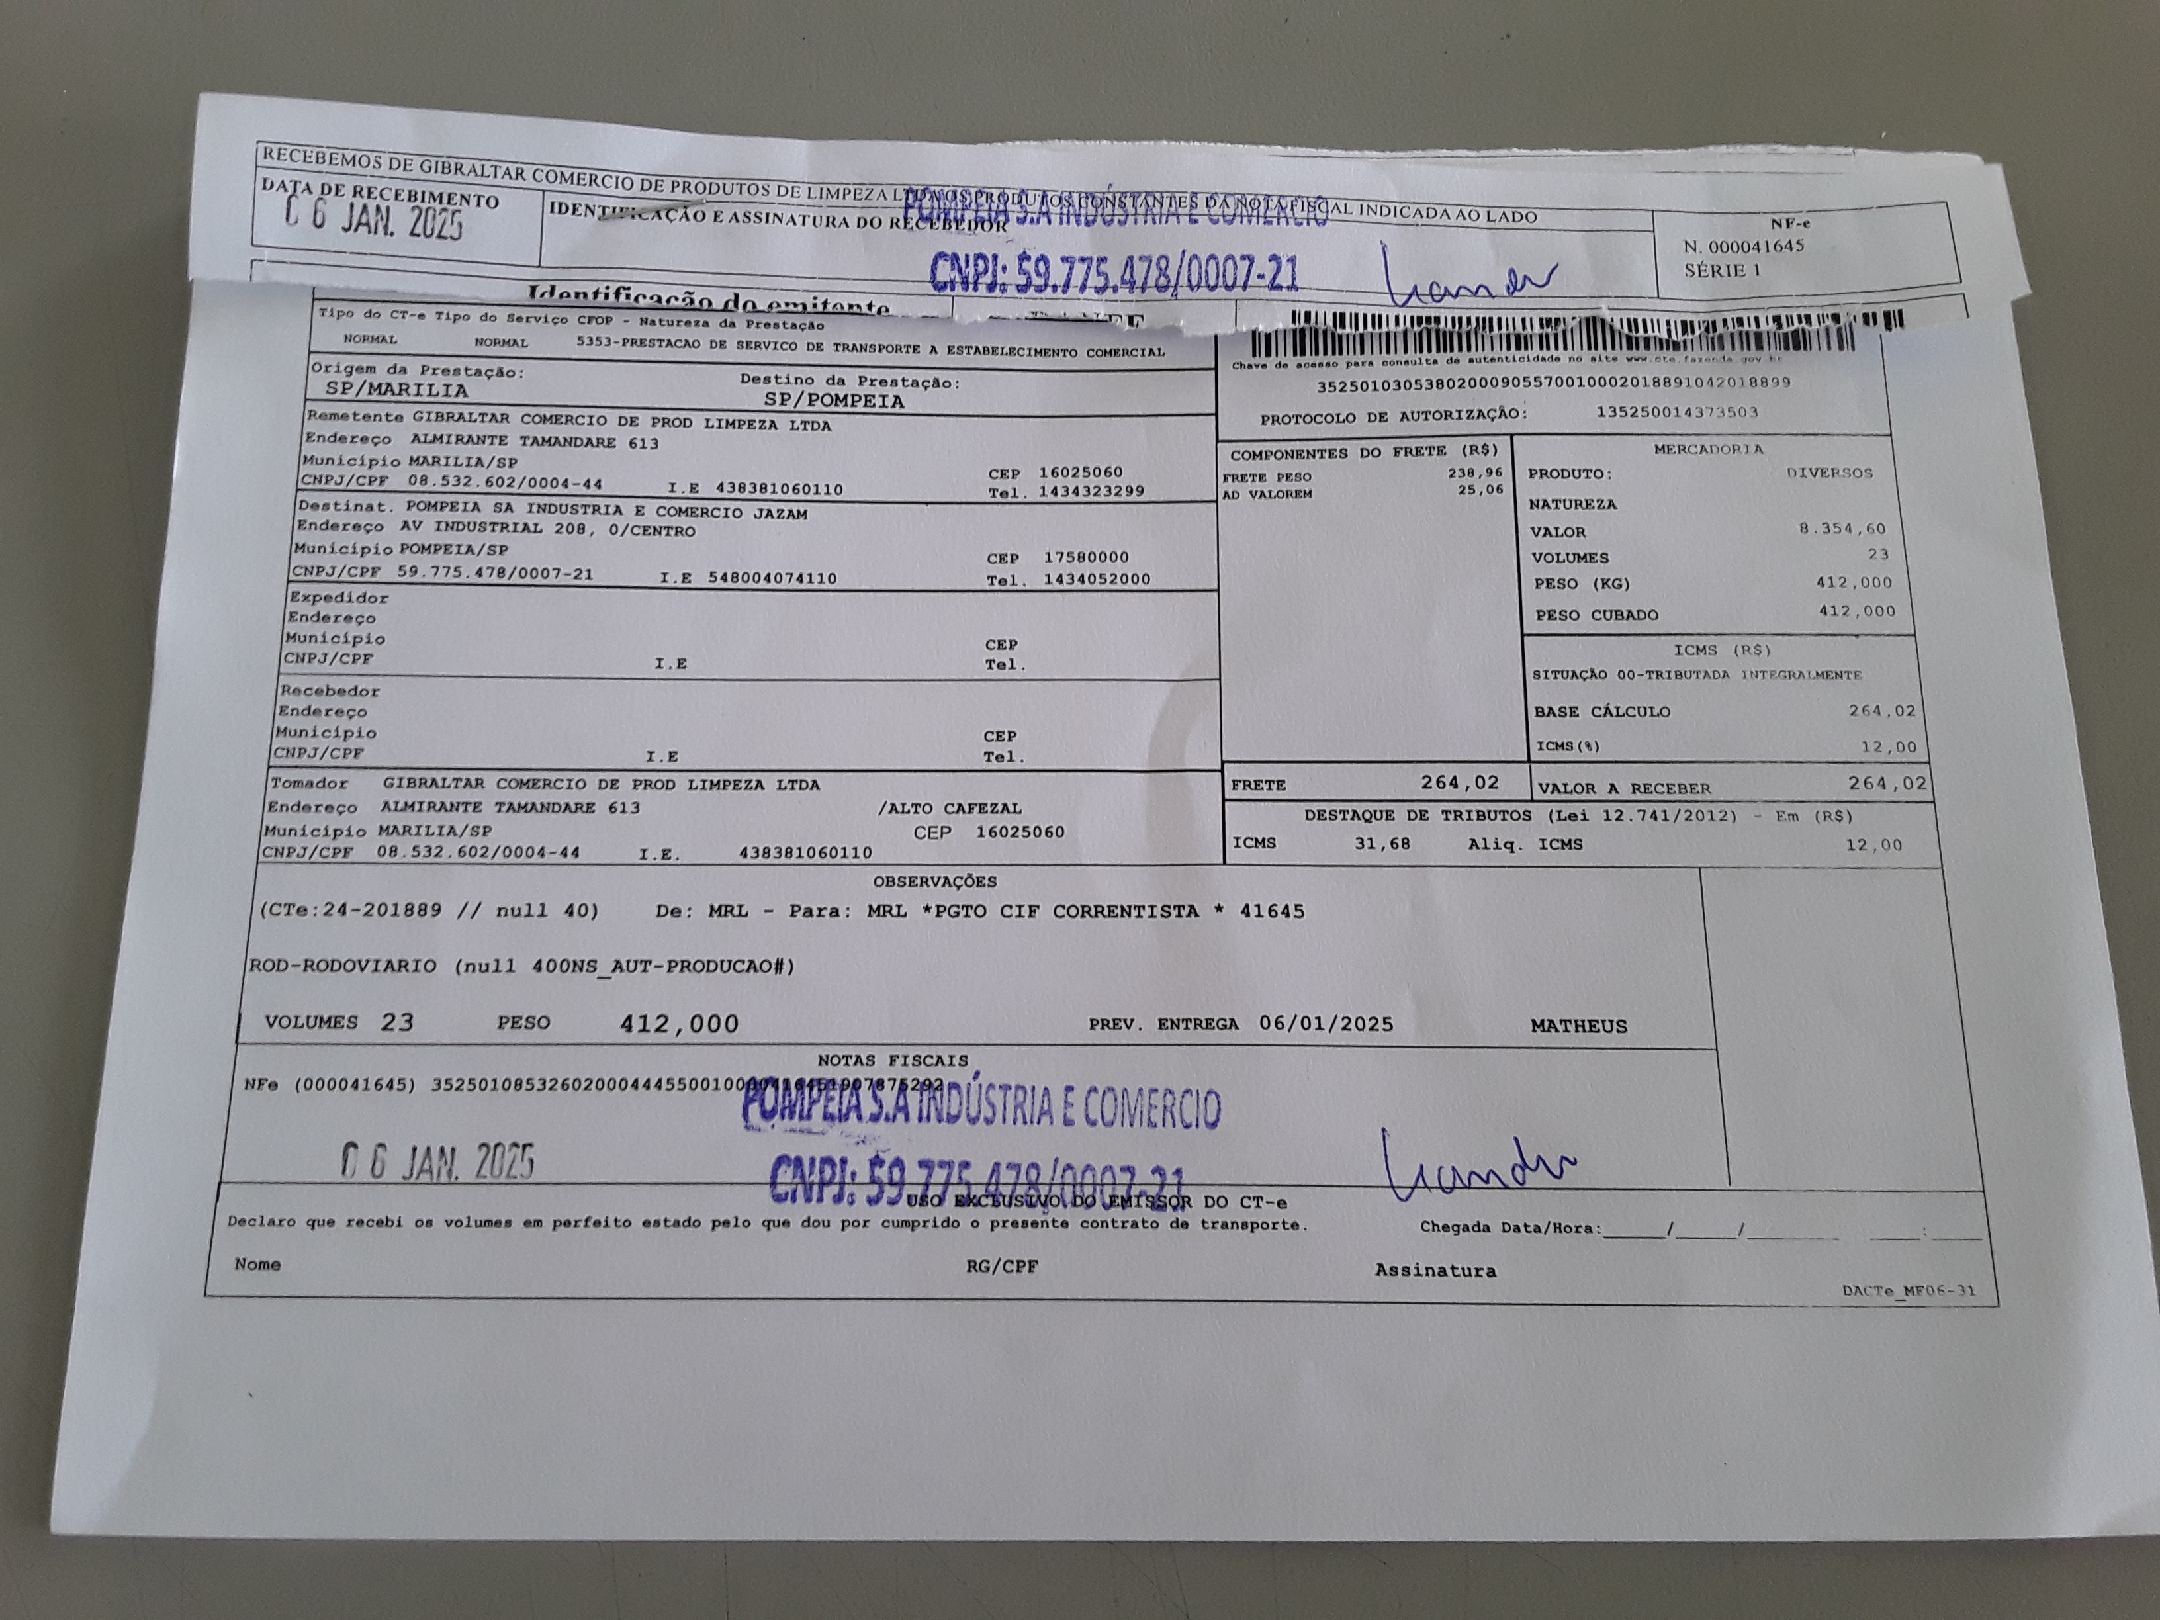 RECEBEMOS DE GIBRALTAR COMERCIO DE PRODUTOS DE LIMPEZA LTDA OS PRODUTOS CONSTANTES DA NOTA FISCAL INDICADA AO LADO
DATA DE RECEBIMENTO
06 JAN. 2025
IDENTIFICAÇÃO E ASSINATURA DO RECEBEDOR
POMPEIA S.A INDÚSTRIA E COMERCIO
CNPJ: 59.775.478/0007-21
NF-e
N. 000041645
SÉRIE 1
Identificação do emitente
Tipo do CT-e Tipo do Serviço CFOP - Natureza da Prestação
NORMAL NORMAL 5353-PRESTACAO DE SERVICO DE TRANSPORTE A ESTABELECIMENTO COMERCIAL
Origem da Prestação: Destino da Prestação:
SP/MARILIA SP/POMPEIA
Remetente GIBRALTAR COMERCIO DE PROD LIMPEZA LTDA
Endereço ALMIRANTE TAMANDARE 613
Município MARILIA/SP CEP 16025060
CNPJ/CPF 08.532.602/0004-44 I.E 438381060110 Tel. 1434323299
Destinat. POMPEIA SA INDUSTRIA E COMERCIO JAZAM
Endereço AV INDUSTRIAL 208, 0/CENTRO
Município POMPEIA/SP CEP 17580000
CNPJ/CPF 59.775.478/0007-21 I.E 548004074110 Tel. 1434052000
Expedidor
Endereço
Município CEP
CNPJ/CPF I.E Tel.
Recebedor
Endereço
Município CEP
CNPJ/CPF I.E Tel.
Tomador GIBRALTAR COMERCIO DE PROD LIMPEZA LTDA
Endereço ALMIRANTE TAMANDARE 613 /ALTO CAFEZAL
Município MARILIA/SP CEP 16025060
CNPJ/CPF 08.532.602/0004-44 I.E. 438381060110
Chave de acesso para consulta de autenticidade no site www.cte.fazenda.gov.br
35250103053802000905570010002018891042018899
PROTOCOLO DE AUTORIZAÇÃO: 135250014373503
COMPONENTES DO FRETE (R$)
FRETE PESO 238,96
AD VALOREM 25,06
MERCADORIA
PRODUTO: DIVERSOS
NATUREZA
VALOR 8.354,60
VOLUMES 23
PESO (KG) 412,000
PESO CUBADO 412,000
ICMS (R$)
SITUAÇÃO 00-TRIBUTADA INTEGRALMENTE
BASE CÁLCULO 264,02
ICMS(%) 12,00
FRETE 264,02 VALOR A RECEBER 264,02
DESTAQUE DE TRIBUTOS (Lei 12.741/2012) - Em (R$)
ICMS 31,68 Aliq. ICMS 12,00
OBSERVAÇÕES
(CTe:24-201889 // null 40) De: MRL - Para: MRL *PGTO CIF CORRENTISTA * 41645
ROD-RODOVIARIO (null 400NS_AUT-PRODUCAO#)
VOLUMES 23 PESO 412,000 PREV. ENTREGA 06/01/2025 MATHEUS
NOTAS FISCAIS
NFe (000041645) 35250108532602000444550010000416451907875292
POMPEIA S.A INDÚSTRIA E COMERCIO
06 JAN. 2025
CNPJ: 59.775.478/0007-21
USO EXCLUSIVO DO EMISSOR DO CT-e
Declaro que recebi os volumes em perfeito estado pelo que dou por cumprido o presente contrato de transporte. Chegada Data/Hora:_____/_____/_______ ____:____
Nome RG/CPF Assinatura
DACTe_MF06-31